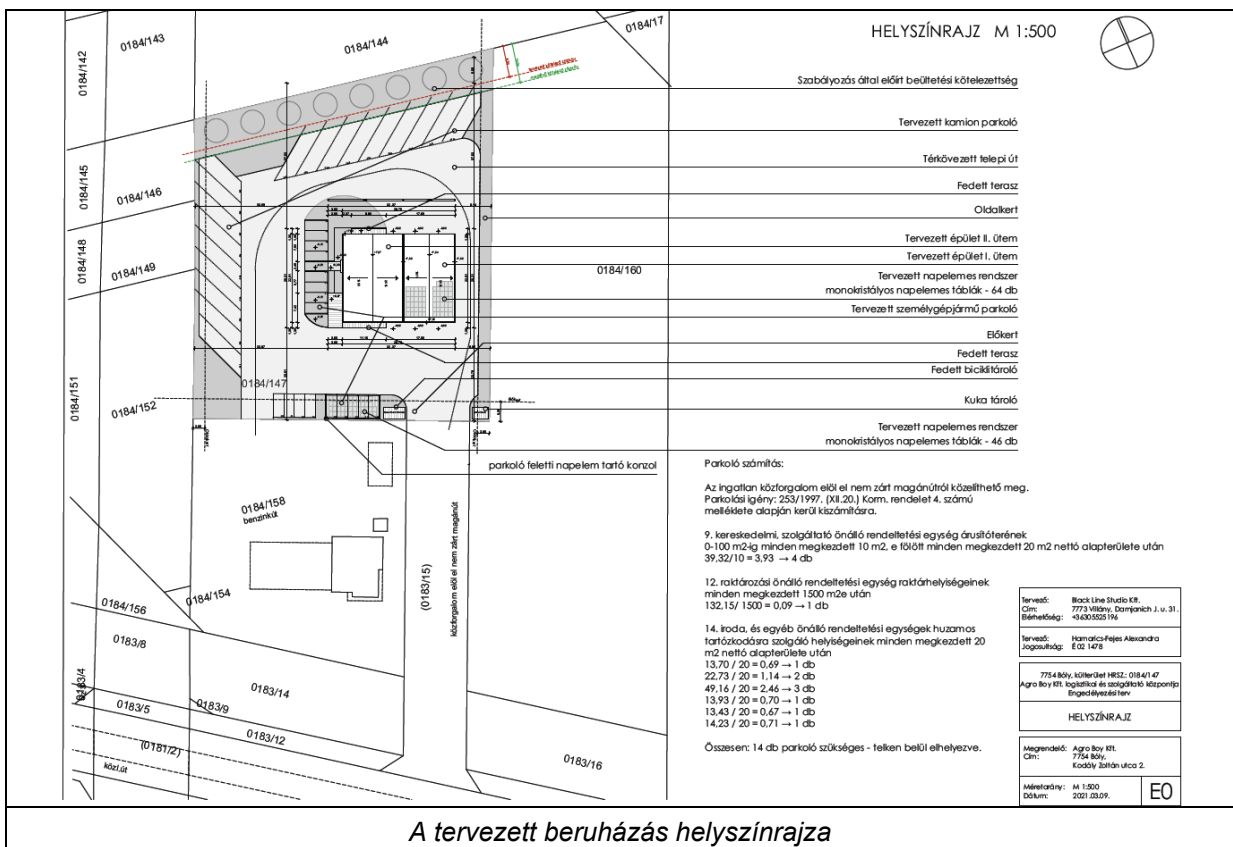 HELYSZÍNRAJZ M 1:500
0184/142
0184/143
0184/144
0184/17
0184/145
0184/146
0184/148
0184/149
0184/160
0184/147
0184/151
0184/152
0184/158
benzinkút
0184/156
0184/154
0183/8
0183/4
0183/14
0183/5
0183/9
0183/12
(0181/2)
közl.út
0183/16
(0183/15)
közforgalom elől el nem zárt magánút
Szabályozás által előírt beültetési kötelezettség
Tervezett kamion parkoló
Térkövezett telepi út
Fedett terasz
Oldalkert
Tervezett épület II. ütem
Tervezett épület I. ütem
Tervezett napelemes rendszer
monokristályos napelemes táblák - 64 db
Tervezett személygépjármű parkoló
Előkert
Fedett terasz
Fedett biciklitároló
Kuka tároló
Tervezett napelemes rendszer
monokristályos napelemes táblák - 46 db
parkoló feletti napelem tartó konzol
Parkoló számítás:
Az ingatlan közforgalom elöl el nem zárt magánútról közelíthető meg.
Parkolási igény: 253/1997. (XII.20.) Korm. rendelet 4. számú
melléklete alapján kerül kiszámításra.
9. kereskedelmi, szolgáltató önálló rendeltetési egység árusítóterének
0-100 m2-ig minden megkezdett 10 m2, e fölött minden megkezdett 20 m2 nettó alapterülete után
39,32/10 = 3,93 → 4 db
12. raktározási önálló rendeltetési egység raktárhelyiségeinek
minden megkezdett 1500 m2e után
132,15/ 1500 = 0,09 → 1 db
14. iroda, és egyéb önálló rendeltetési egységek huzamos
tartózkodásra szolgáló helyiségeinek minden megkezdett 20
m2 nettó alapterülete után
13,70 / 20 = 0,69 → 1 db
22,73 / 20 = 1,14 → 2 db
49,16 / 20 = 2,46 → 3 db
13,93 / 20 = 0,70 → 1 db
13,43 / 20 = 0,67 → 1 db
14,23 / 20 = 0,71 → 1 db
Összesen: 14 db parkoló szükséges - telken belül elhelyezve.
Tervező: Black Line Studio Kft.
Cím: 7773 Villány, Damjanich J. u. 31.
Elérhetőség: +36305525196
Tervező: Hamarics-Fejes Alexandra
Jogosultság: É 02 1478
7754 Bóly, külterület HRSZ.: 0184/147
Agro Boy Kft. logisztikai és szolgáltató központja
Engedélyezési terv
HELYSZÍNRAJZ
Megrendelő: Agro Boy Kft.
Cím: 7754 Bóly,
Kodály Zoltán utca 2.
Méretarány: M 1:500
Dátum: 2021.03.09.
E0
A tervezett beruházás helyszínrajza